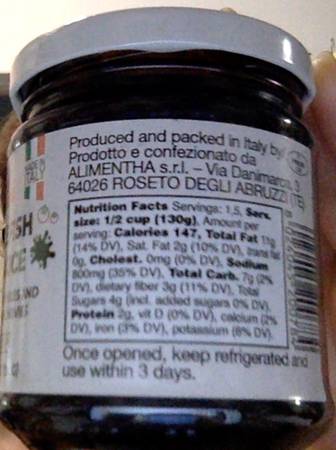 MADE IN
ITALY
Produced and packed in Italy by
Prodotto e confezionato da
ALIMENTHA s.r.l. – Via Danimarca, 3
64026 ROSETO DEGLI ABRUZZI (TE)
Nutrition Facts Servings: 1,5, Serv.
size: 1/2 cup (130g), Amount per
serving: Calories 147, Total Fat 11g
(14% DV), Sat. Fat 2g (10% DV), trans fat
0g, Cholest. 0mg (0% DV), Sodium
800mg (35% DV), Total Carb. 7g (2%
DV), dietary fiber 3g (11% DV), Total
Sugars 4g (incl. added sugars 0% DV),
Protein 2g, vit D (0% DV), calcium (2%
DV), iron (3% DV), potassium (8% DV).
Once opened, keep refrigerated and
use within 3 days.